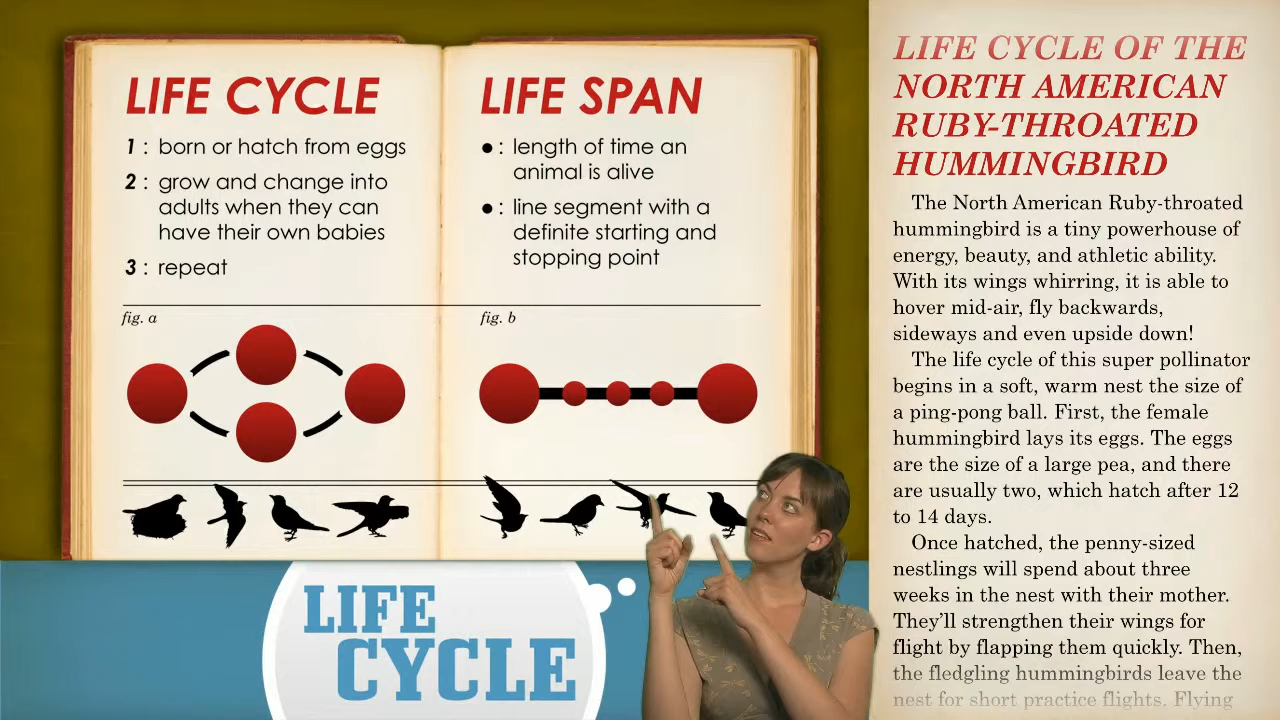 LIFE CYCLE
1 : born or hatch from eggs
2 : grow and change into
adults when they can
have their own babies
3 : repeat
fig. a
LIFE SPAN
● : length of time an
animal is alive
● : line segment with a
definite starting and
stopping point
fig. b
LIFE
CYCLE
LIFE CYCLE OF THE
NORTH AMERICAN
RUBY-THROATED
HUMMINGBIRD
The North American Ruby-throated
hummingbird is a tiny powerhouse of
energy, beauty, and athletic ability.
With its wings whirring, it is able to
hover mid-air, fly backwards,
sideways and even upside down!
The life cycle of this super pollinator
begins in a soft, warm nest the size of
a ping-pong ball. First, the female
hummingbird lays its eggs. The eggs
are the size of a large pea, and there
are usually two, which hatch after 12
to 14 days.
Once hatched, the penny-sized
nestlings will spend about three
weeks in the nest with their mother.
They’ll strengthen their wings for
flight by flapping them quickly. Then,
the fledgling hummingbirds leave the
nest for short practice flights. Flying